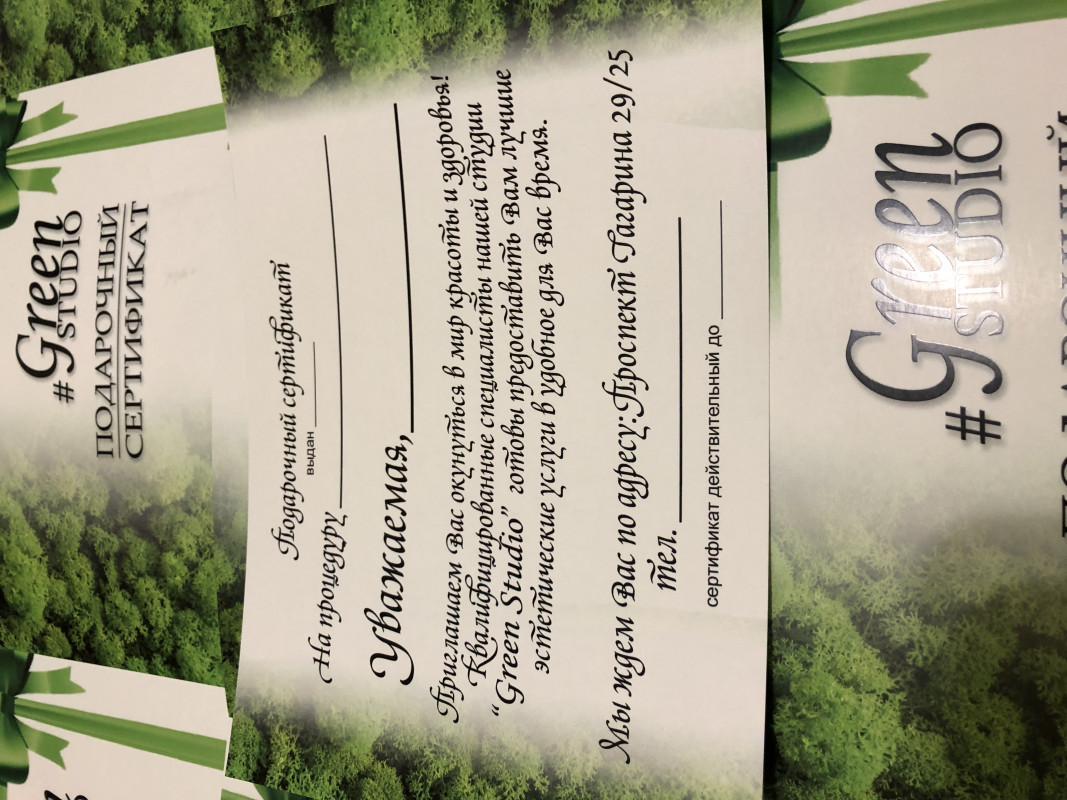 #Green
STUDIO
ПОДАРОЧНЫЙ
СЕРТИФИКАТ
Подарочный сертификат
выдан
На процедуру
Уважаемая,
Приглашаем Вас окунуться в мир красоты и здоровья!
Квалифицированные специалисты нашей студии
“Green Studio” готовы предоставить Вам лучшие
эстетические услуги в удобное для Вас время.
Мы ждем Вас по адресу:Проспект Гагарина 29/25
тел.
сертификат действительный до
#Green
STUDIO